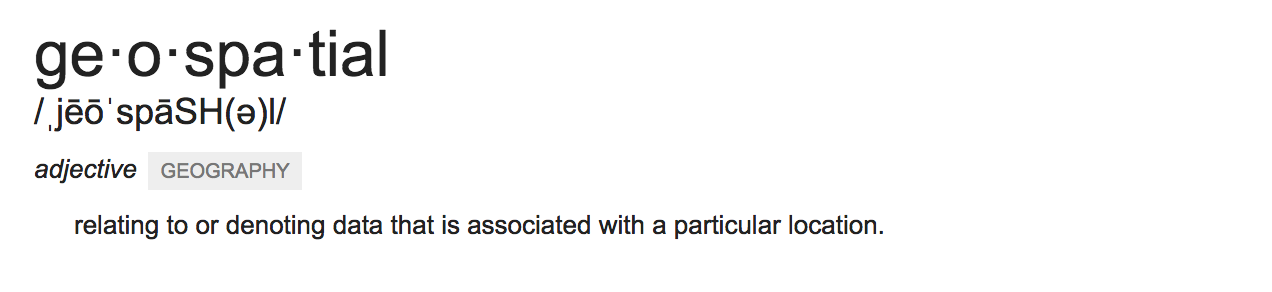 ge·o·spa·tial
/ˌjēōˈspāSH(ə)l/
adjective GEOGRAPHY
relating to or denoting data that is associated with a particular location.